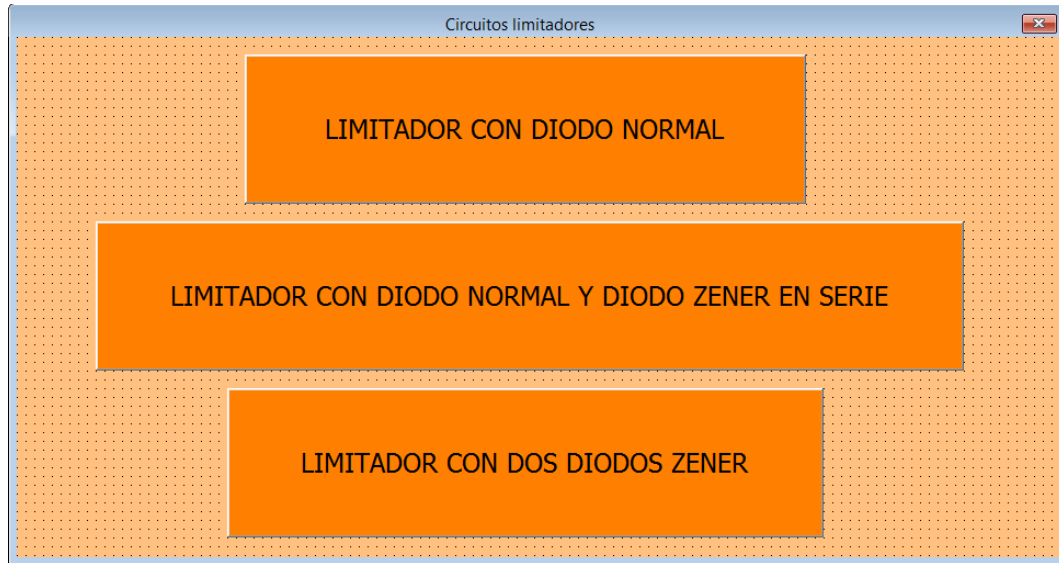 Circuitos limitadores
LIMITADOR CON DIODO NORMAL
LIMITADOR CON DIODO NORMAL Y DIODO ZENER EN SERIE
LIMITADOR CON DOS DIODOS ZENER